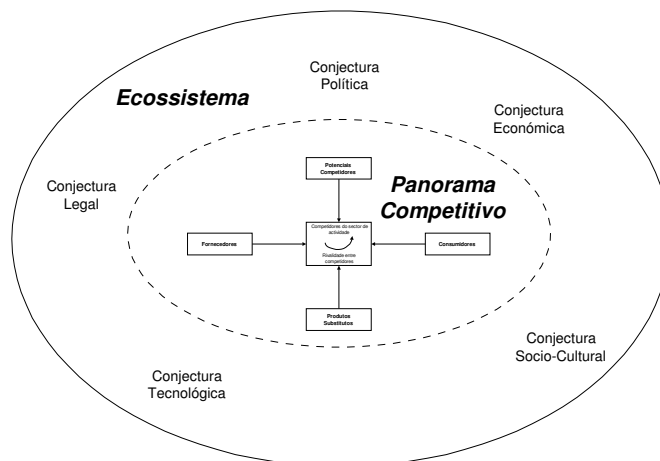 Conjectura
Política
Ecossistema
Conjectura
Económica
Potenciais
Competidores
Conjectura
Legal
Panorama
Competitivo
Competidores do sector de
actividade
Fornecedores
Consumidores
Rivalidade entre
competidores
Produtos
Substitutos
Conjectura
Socio-Cultural
Conjectura
Tecnológica